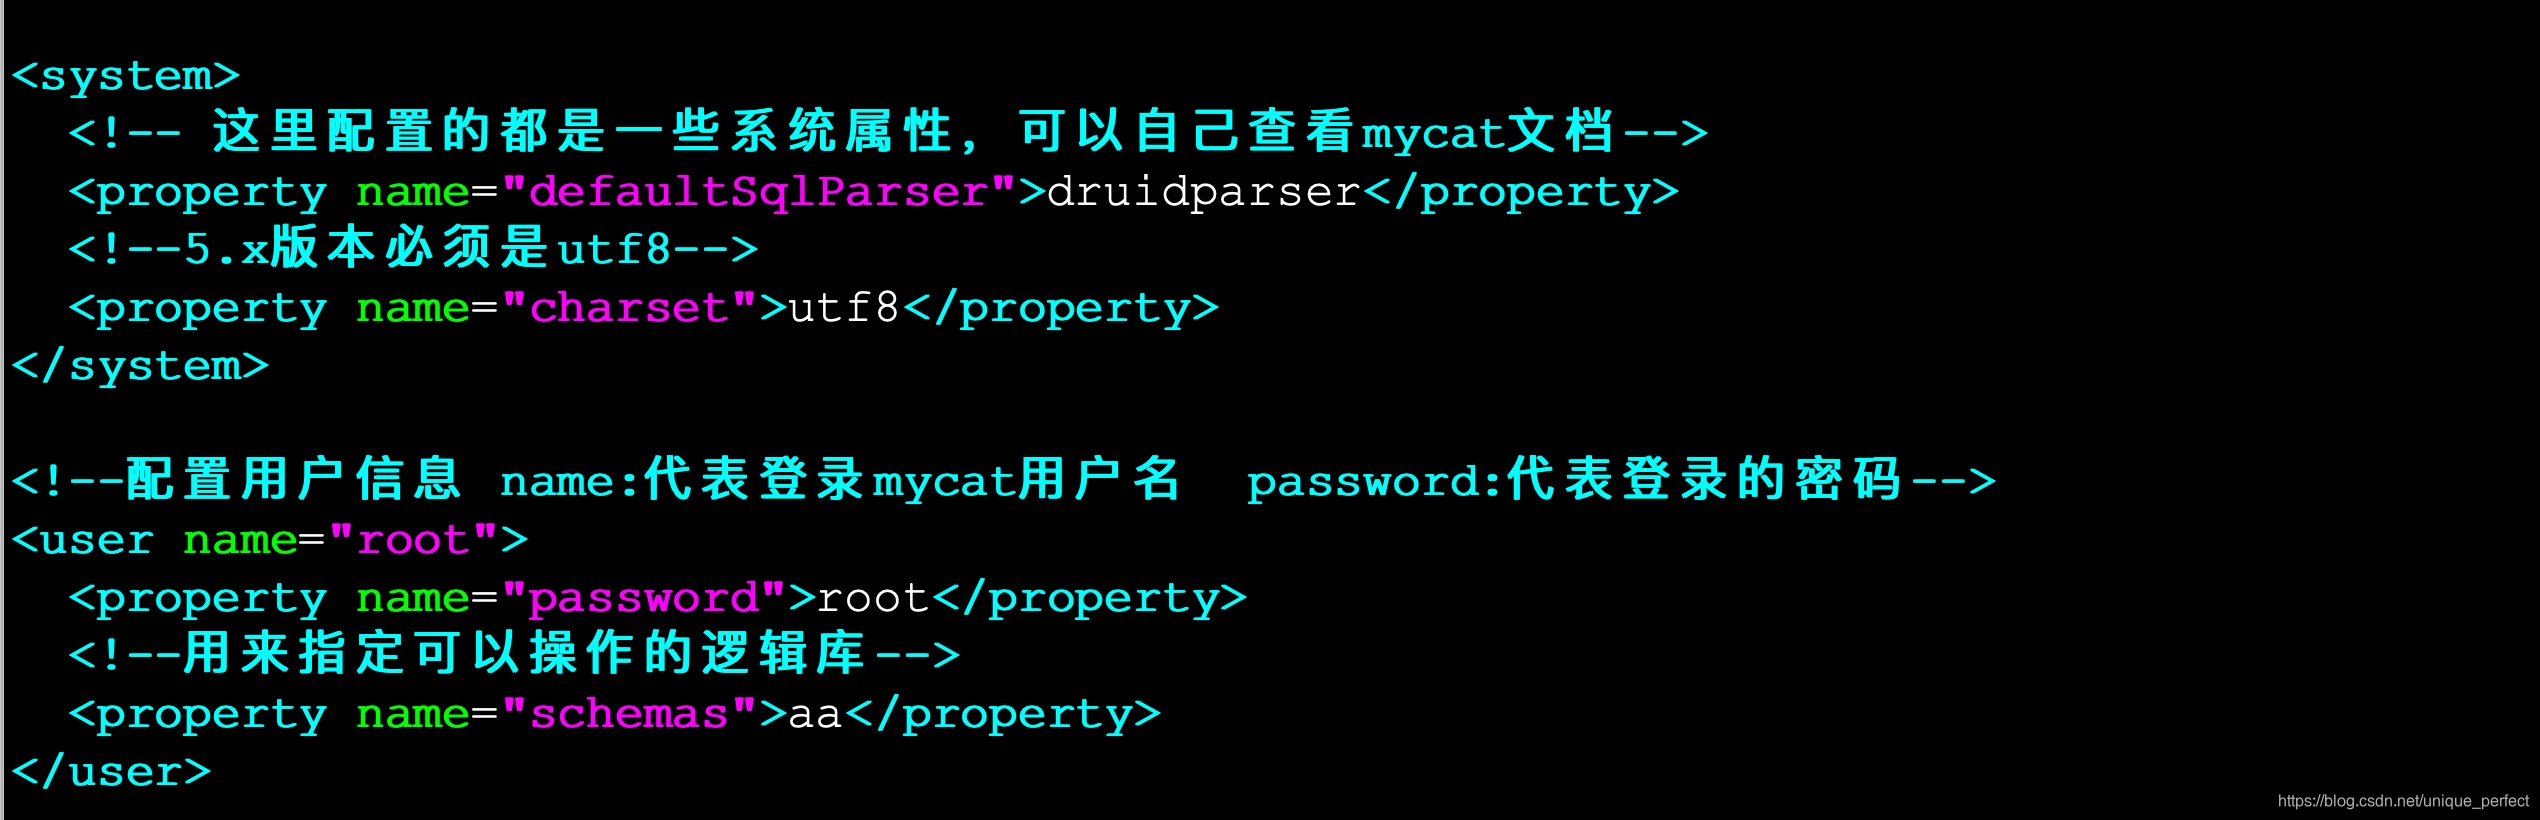 <system>
  <!-- 这里配置的都是一些系统属性, 可以自己查看mycat文档-->
  <property name="defaultSqlParser">druidparser</property>
  <!--5.x版本必须是utf8-->
  <property name="charset">utf8</property>
</system>
<!--配置用户信息 name:代表登录mycat用户名  password:代表登录的密码-->
<user name="root">
  <property name="password">root</property>
  <!--用来指定可以操作的逻辑库-->
  <property name="schemas">aa</property>
</user>
https://blog.csdn.net/unique_perfect